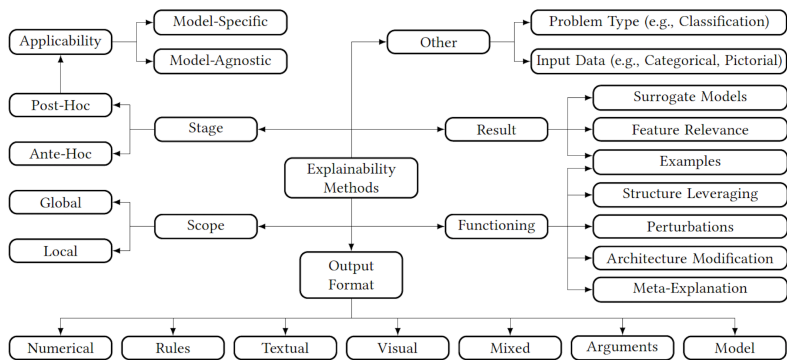 Model-Specific
Problem Type (e.g., Classification)
Applicability
Other
Model-Agnostic
Input Data (e.g., Categorical, Pictorial)
Post-Hoc
Surrogate Models
Stage
Result
Feature Relevance
Ante-Hoc
Examples
Explainability
Methods
Global
Structure Leveraging
Scope
Functioning
Perturbations
Local
Architecture Modification
Output
Format
Meta-Explanation
Numerical
Rules
Textual
Visual
Mixed
Arguments
Model